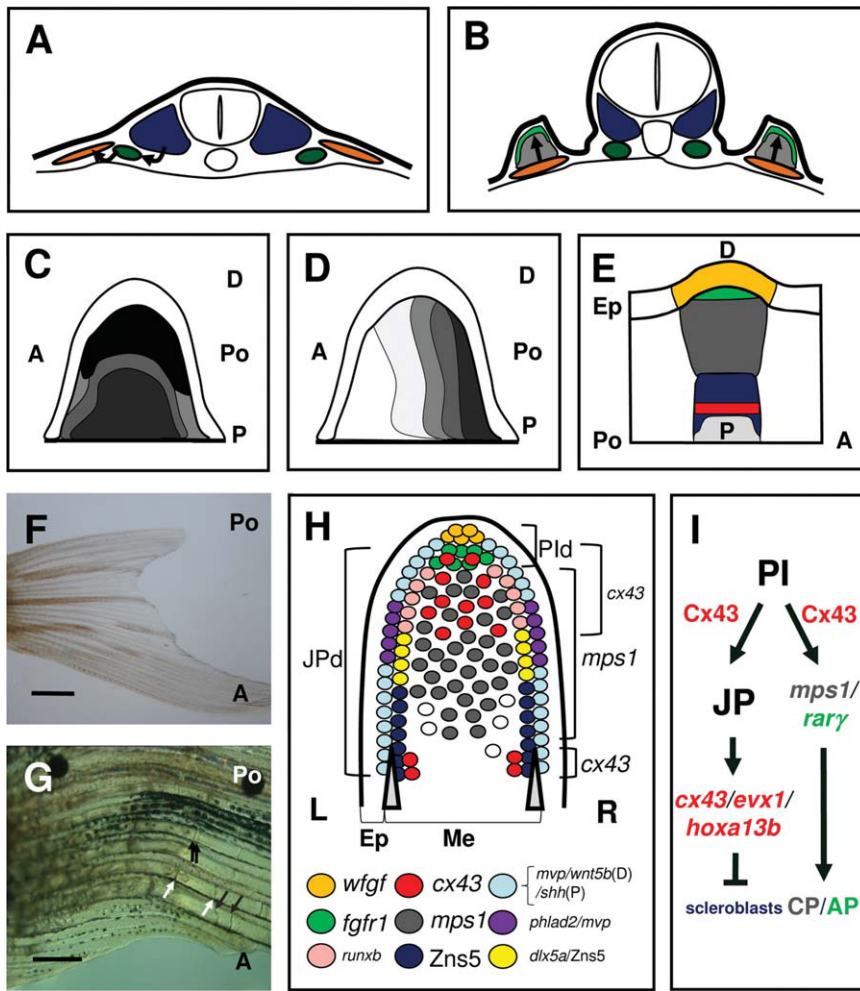 A
B
C
D
A
Po
P
D
D
A
Po
P
E
D
Ep
Po
P
A
F
Po
A
G
Po
A
H
PId
JPd
cx43
mps1
cx43
L
R
Ep
Me
wfgf
cx43
mvp/wnt5b(D)
/shh(P)
fgfr1
mps1
phlad2/mvp
runxb
Zns5
dlx5a/Zns5
I
PI
Cx43
Cx43
JP
mps1/
rarγ
cx43/evx1/
hoxa13b
scleroblasts
CP/AP